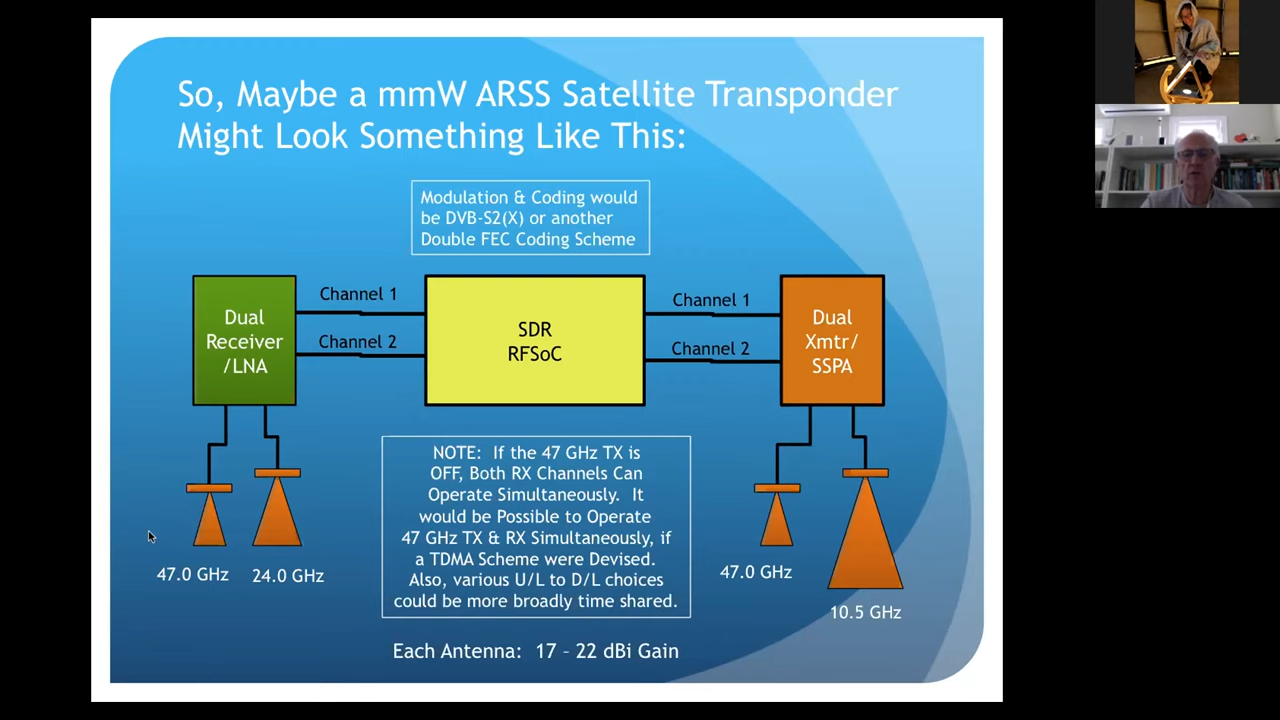 So, Maybe a mmW ARSS Satellite Transponder
Might Look Something Like This:
Modulation & Coding would
be DVB-S2(X) or another
Double FEC Coding Scheme
Dual
Receiver
/LNA
Channel 1
Channel 2
SDR
RFSoC
Channel 1
Channel 2
Dual
Xmtr/
SSPA
NOTE: If the 47 GHz TX is
OFF, Both RX Channels Can
Operate Simultaneously. It
would be Possible to Operate
47 GHz TX & RX Simultaneously, if
a TDMA Scheme were Devised.
Also, various U/L to D/L choices
could be more broadly time shared.
47.0 GHz
24.0 GHz
47.0 GHz
10.5 GHz
Each Antenna: 17 – 22 dBi Gain